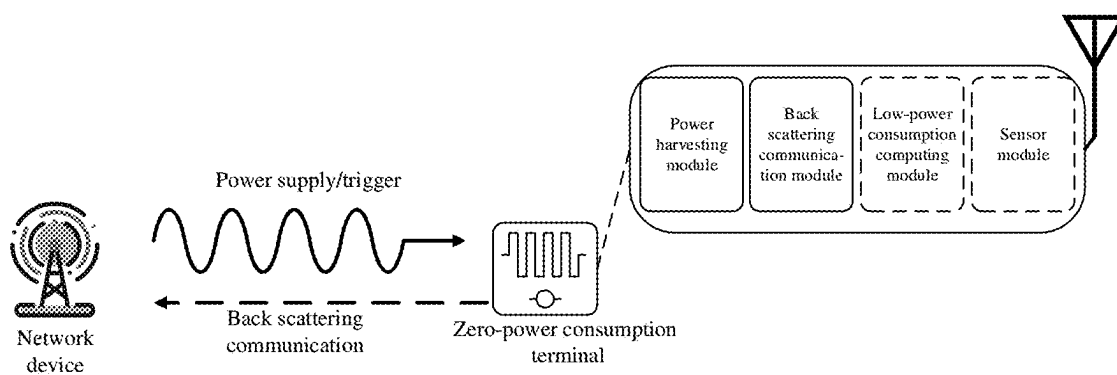 Power
harvesting
module
Back
scattering
communica-
tion module
Low-power
consumption
computing
module
Sensor
module
Power supply/trigger
Back scattering
communication
Network
device
Zero-power consumption
terminal